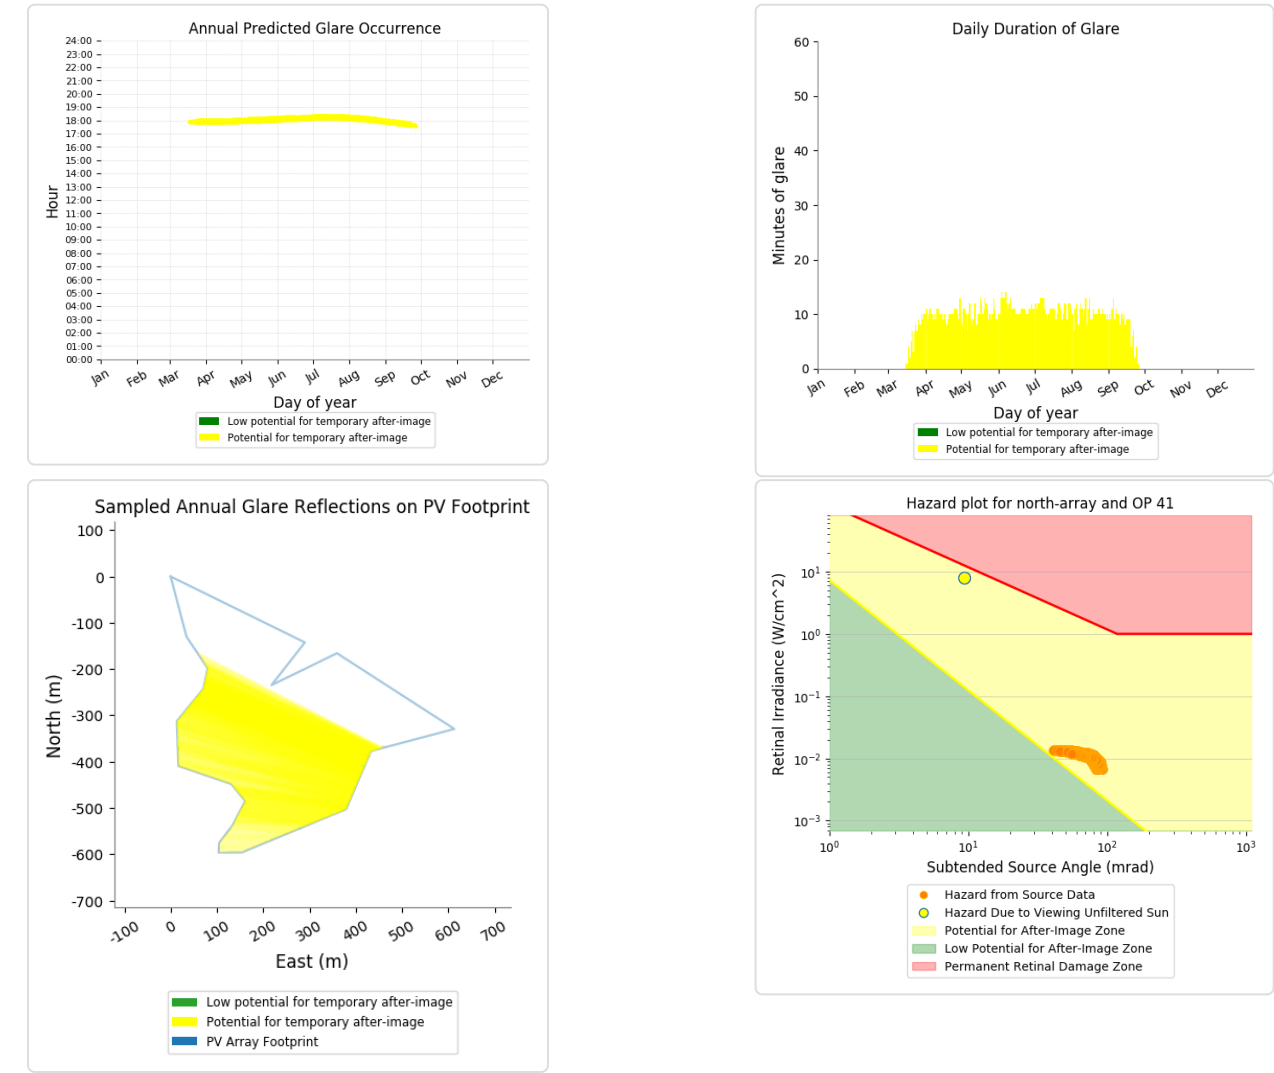 Annual Predicted Glare Occurrence
24:00
23:00
22:00
21:00
20:00
19:00
18:00
17:00
16:00
15:00
14:00
13:00
12:00
11:00
10:00
09:00
08:00
07:00
06:00
05:00
04:00
03:00
02:00
01:00
00:00
Hour
Jan Feb Mar Apr May Jun Jul Aug Sep Oct Nov Dec
Day of year
Low potential for temporary after-image
Potential for temporary after-image
Daily Duration of Glare
60
50
40
30
20
10
0
Minutes of glare
Jan Feb Mar Apr May Jun Jul Aug Sep Oct Nov Dec
Day of year
Low potential for temporary after-image
Potential for temporary after-image
Sampled Annual Glare Reflections on PV Footprint
100
0
-100
-200
-300
-400
-500
-600
-700
North (m)
-100 0 100 200 300 400 500 600 700
East (m)
Low potential for temporary after-image
Potential for temporary after-image
PV Array Footprint
Hazard plot for north-array and OP 41
10^1
10^0
10^-1
10^-2
10^-3
Retinal Irradiance (W/cm^2)
10^0 10^1 10^2 10^3
Subtended Source Angle (mrad)
Hazard from Source Data
Hazard Due to Viewing Unfiltered Sun
Potential for After-Image Zone
Low Potential for After-Image Zone
Permanent Retinal Damage Zone